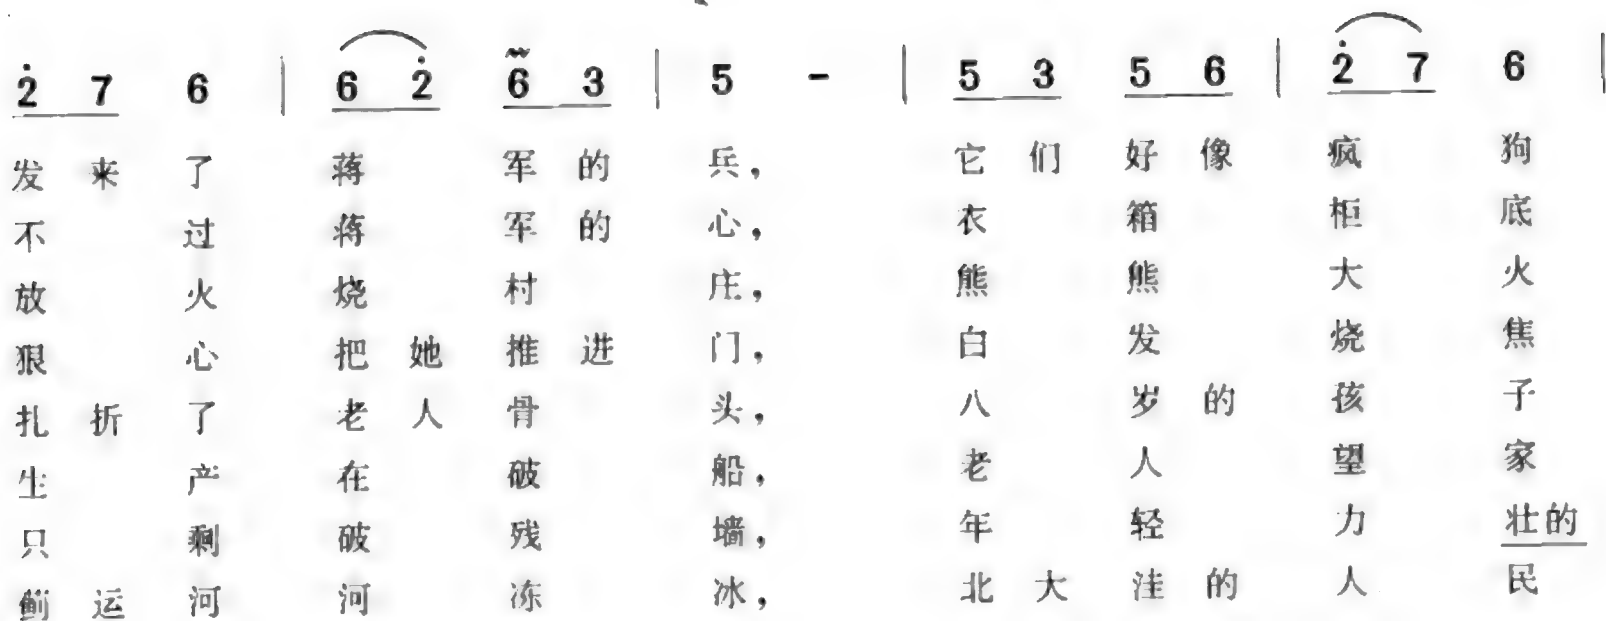 2̇ 7 6 | 6 2̇ 6 3 | 5 - | 5 3 5 6 | 2̇ 7 6 |
发来了 蒋军的兵， 它们好像疯狗
不过 蒋军的心， 衣箱柜底
放火 烧村庄， 熊熊大火
狠心 把她推进门， 白发烧焦
扎折了 老人骨头， 八岁的孩子
生产 在破船， 老人望家
只剩 破残墙， 年轻力壮的
蓟运河 河冻冰， 北大洼的人民